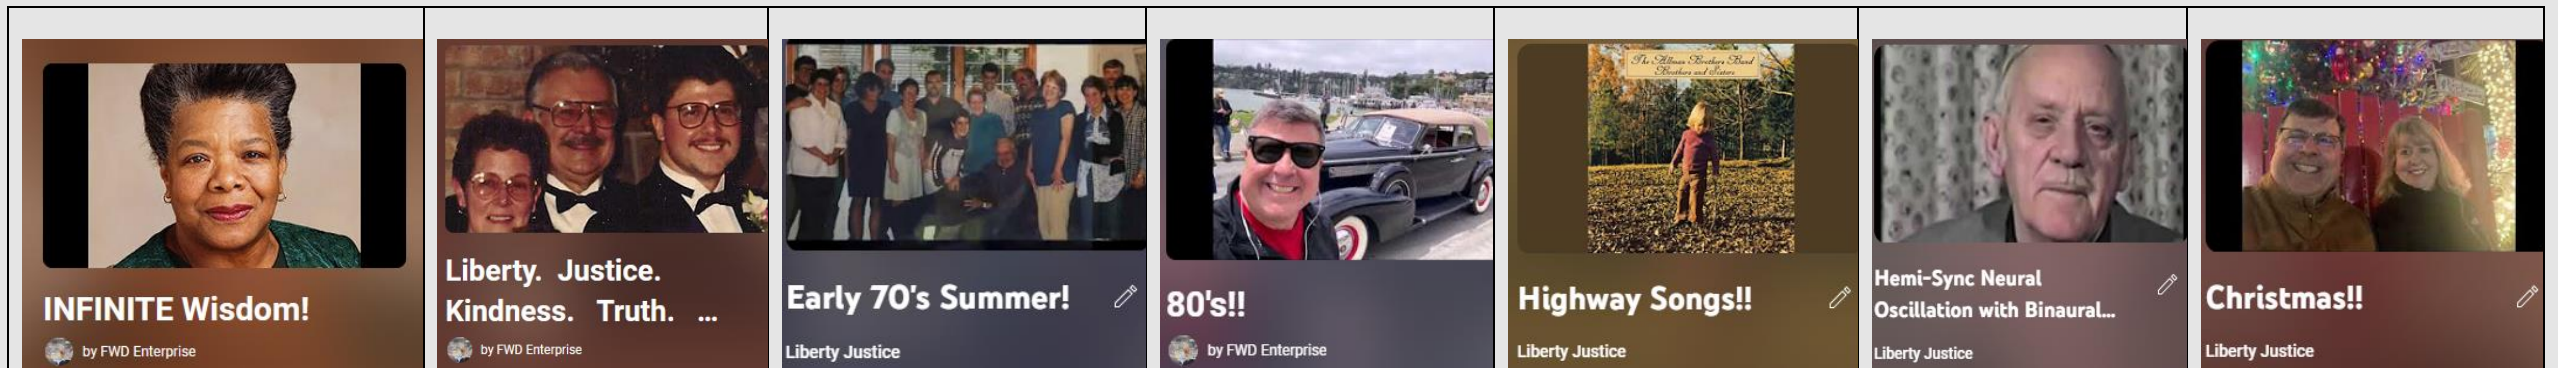 INFINITE Wisdom!
by FWD Enterprise
Liberty. Justice.
Kindness. Truth. ...
by FWD Enterprise
Early 70's Summer!
Liberty Justice
80's!!
by FWD Enterprise
The Allman Brothers Band
Brothers and Sisters
Highway Songs!!
Liberty Justice
Hemi-Sync Neural
Oscillation with Binaural...
Liberty Justice
Christmas!!
Liberty Justice